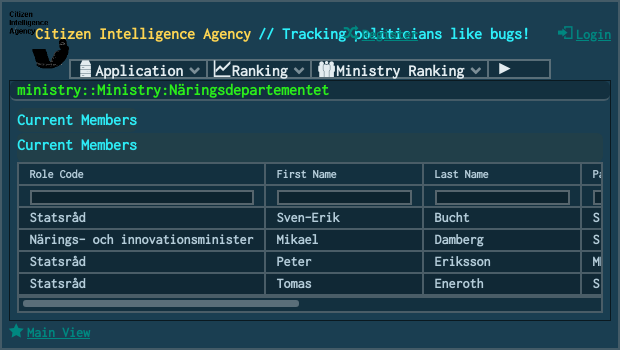 Citizen
Intelligence
Agency
Citizen Intelligence Agency // Tracking politicians like bugs!
Register
Login
Application
Ranking
Ministry Ranking
ministry::Ministry:Näringsdepartementet
Current Members
Current Members
Role Code First Name Last Name Pa
Statsråd Sven-Erik Bucht S
Närings- och innovationsminister Mikael Damberg S
Statsråd Peter Eriksson MP
Statsråd Tomas Eneroth S
Main View